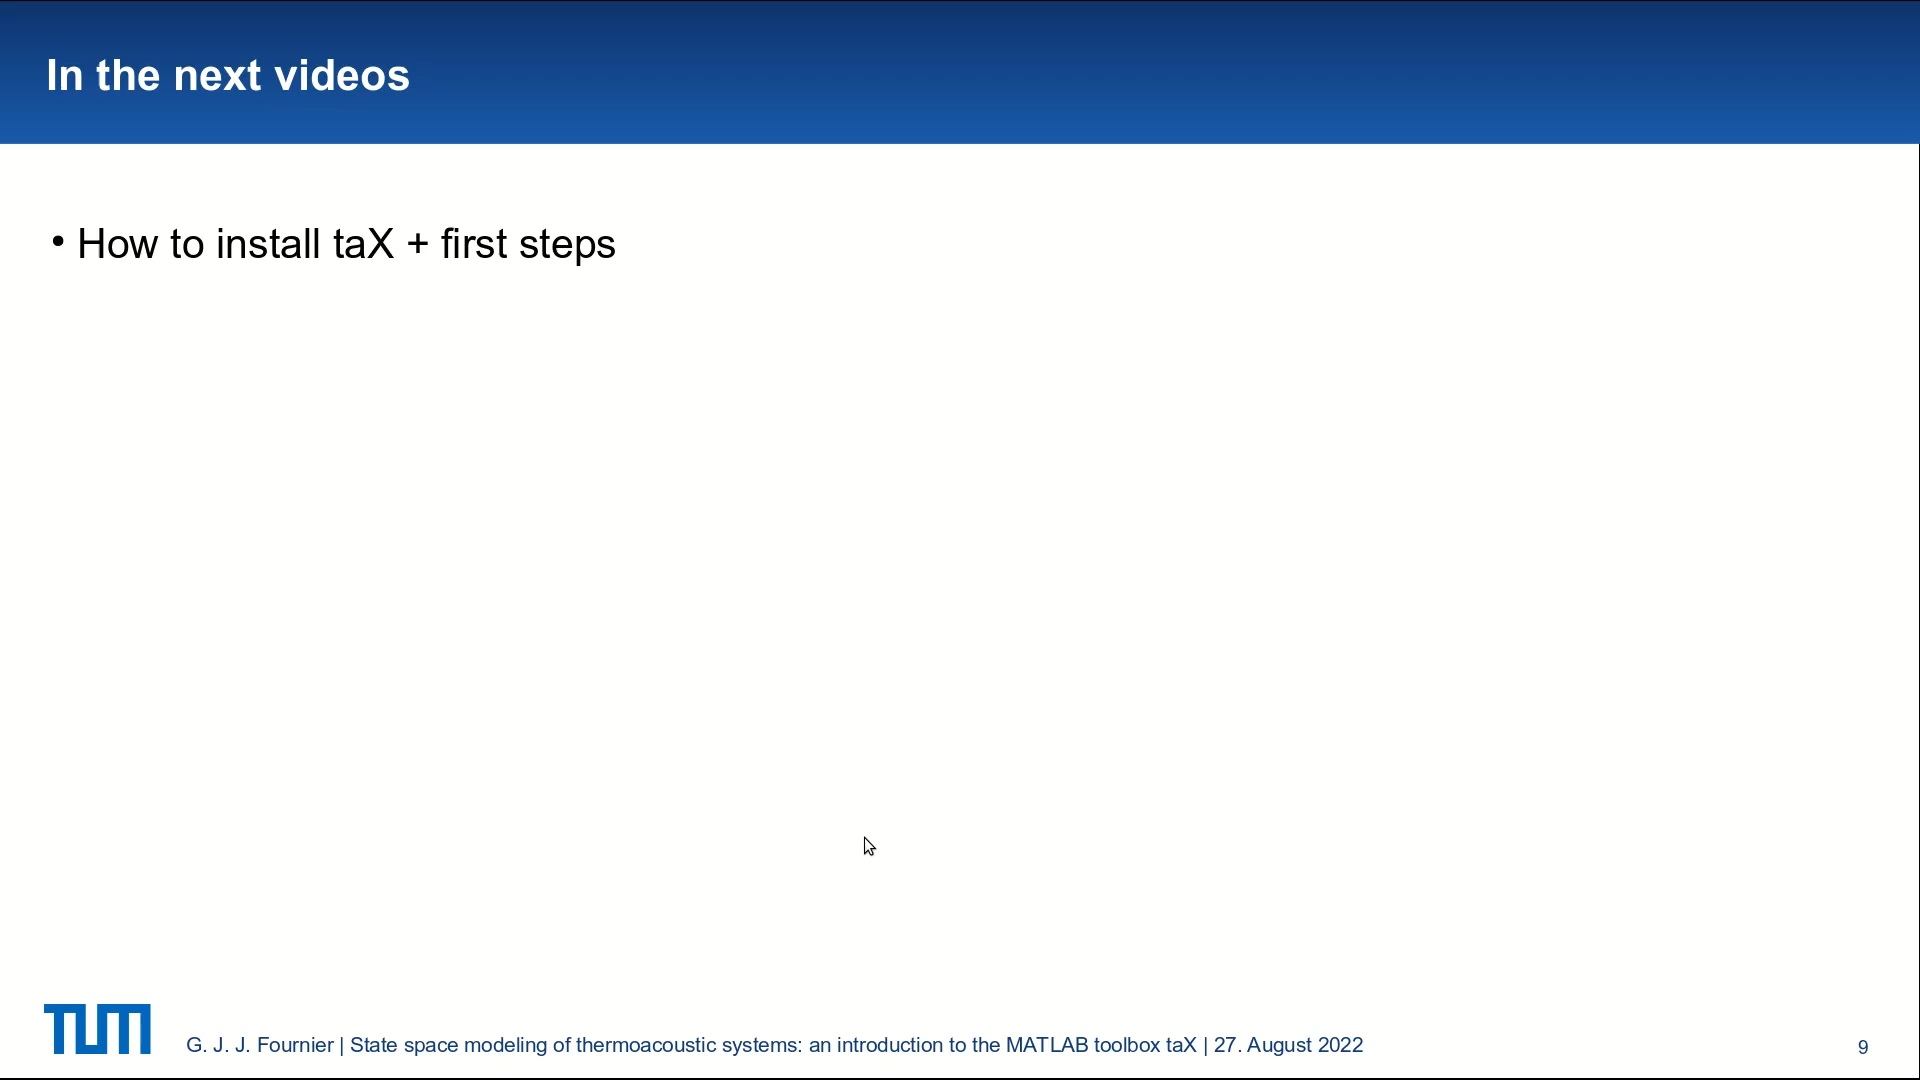 In the next videos
• How to install taX + first steps
TUM
G. J. J. Fournier | State space modeling of thermoacoustic systems: an introduction to the MATLAB toolbox taX | 27. August 2022
9